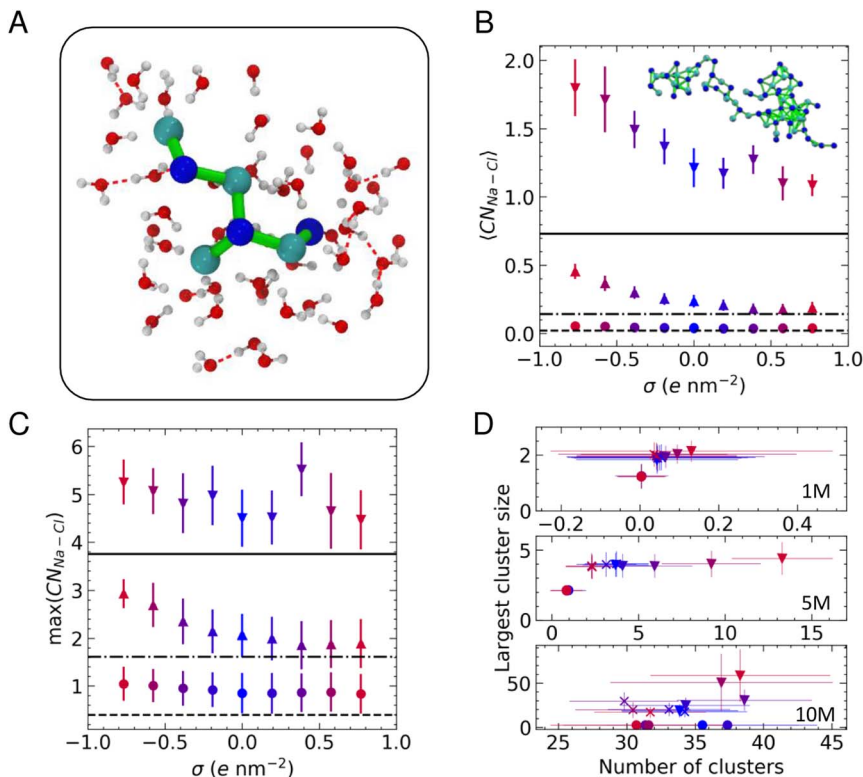 A
B
⟨CN_{Na−Cl}⟩
2.0
1.5
1.0
0.5
0.0
−1.0 −0.5 0.0 0.5 1.0
σ (e nm⁻²)
C
max(CN_{Na−Cl})
6
5
4
3
2
1
−1.0 −0.5 0.0 0.5 1.0
σ (e nm⁻²)
D
Largest cluster size
2
0
1M
−0.2 0.0 0.2 0.4
5
0
5M
0 5 10 15
50
0
10M
25 30 35 40 45
Number of clusters